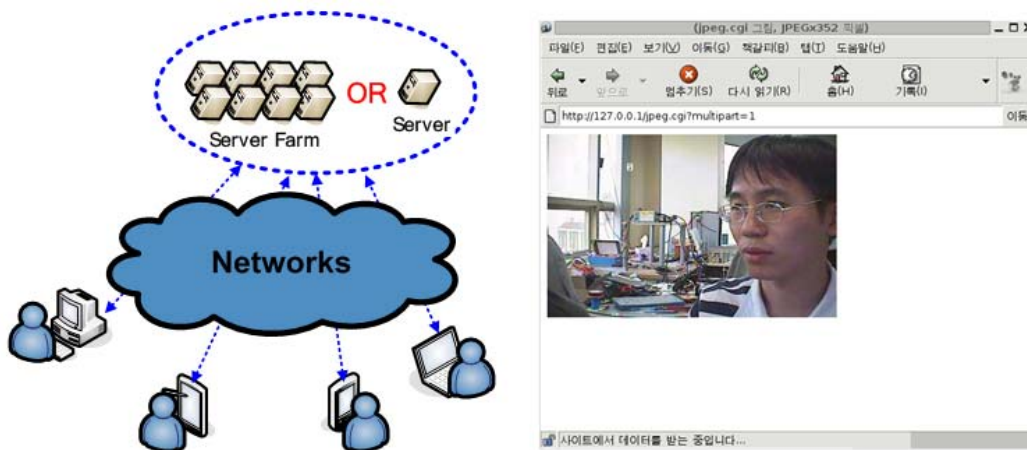 OR
Server
Server Farm
Networks
(jpeg.cgi 그림, JPEGx352 픽셀)
파일(F) 편집(E) 보기(V) 이동(G) 책갈피(B) 탭(T) 도움말(H)
뒤로 앞으로 멈추기(S) 다시 읽기(R) 홈(H) 기록(I)
http://127.0.0.1/jpeg.cgi?multipart=1 이동
사이트에서 데이터를 받는 중입니다...